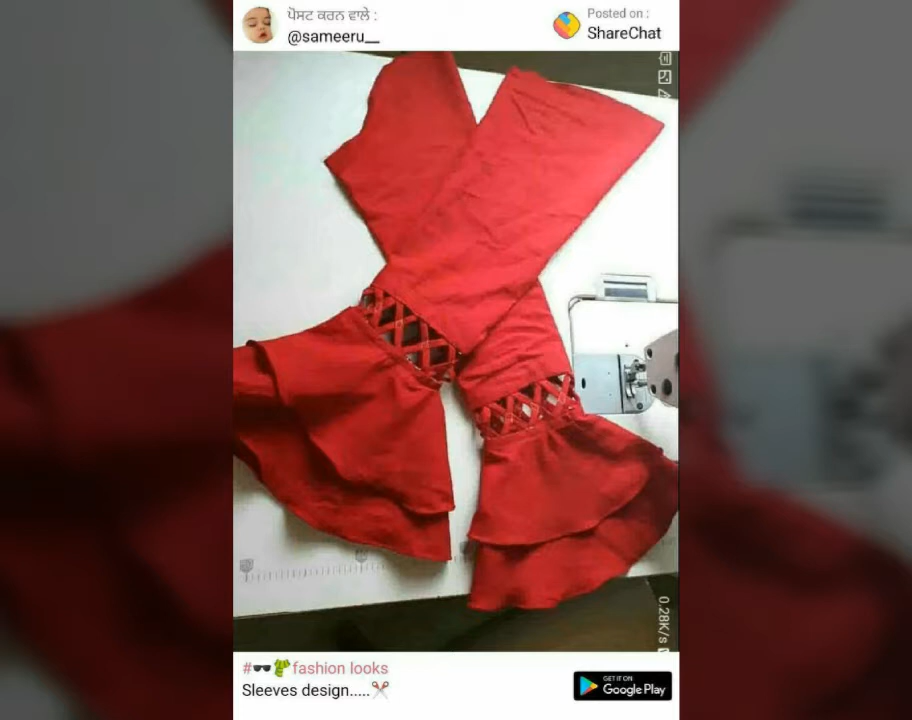 ਪੋਸਟ ਕਰਨ ਵਾਲੇ :
@sameeru__
Posted on :
ShareChat
0.28K/s
#🕶️🧣fashion looks
Sleeves design.....✂️
GET IT ON
Google Play